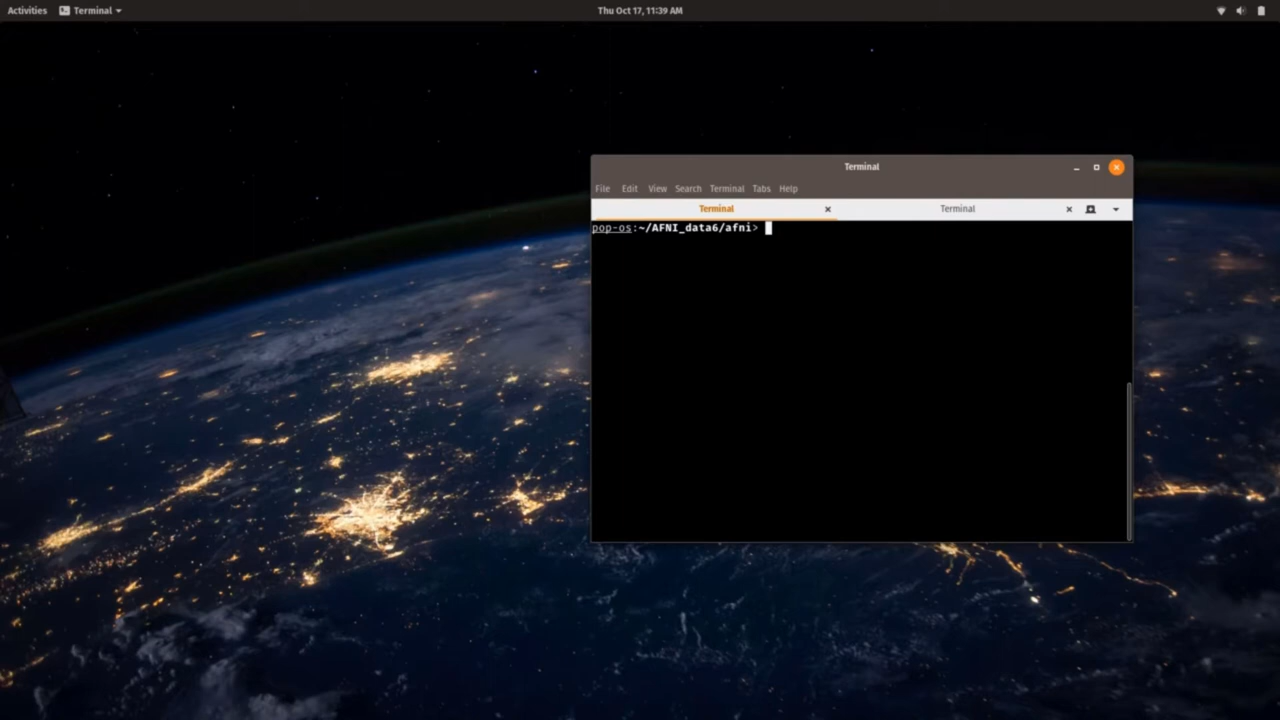 Activities Terminal Thu Oct 17, 11:39 AM
Terminal
File Edit View Search Terminal Tabs Help
Terminal Terminal
pop-os:~/AFNI_data6/afni>